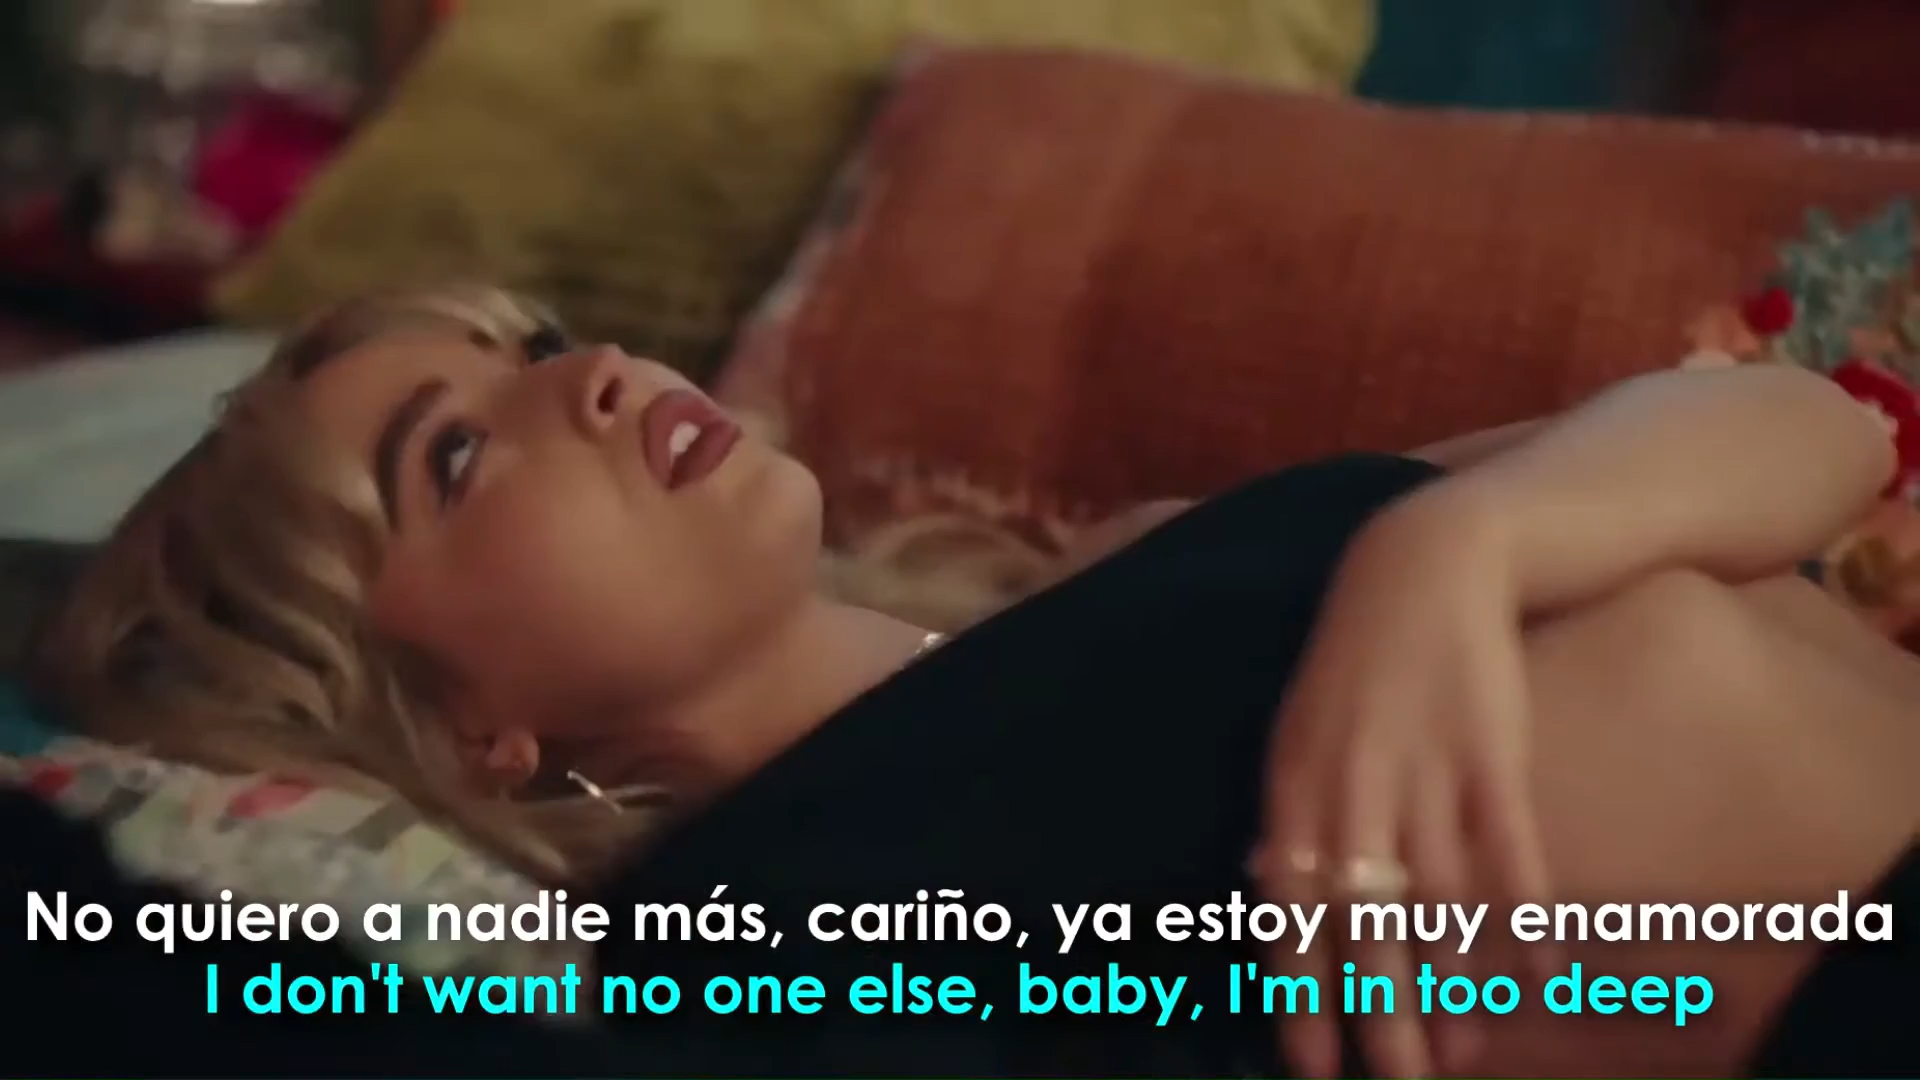 No quiero a nadie más, cariño, ya estoy muy enamorada
I don't want no one else, baby, I'm in too deep